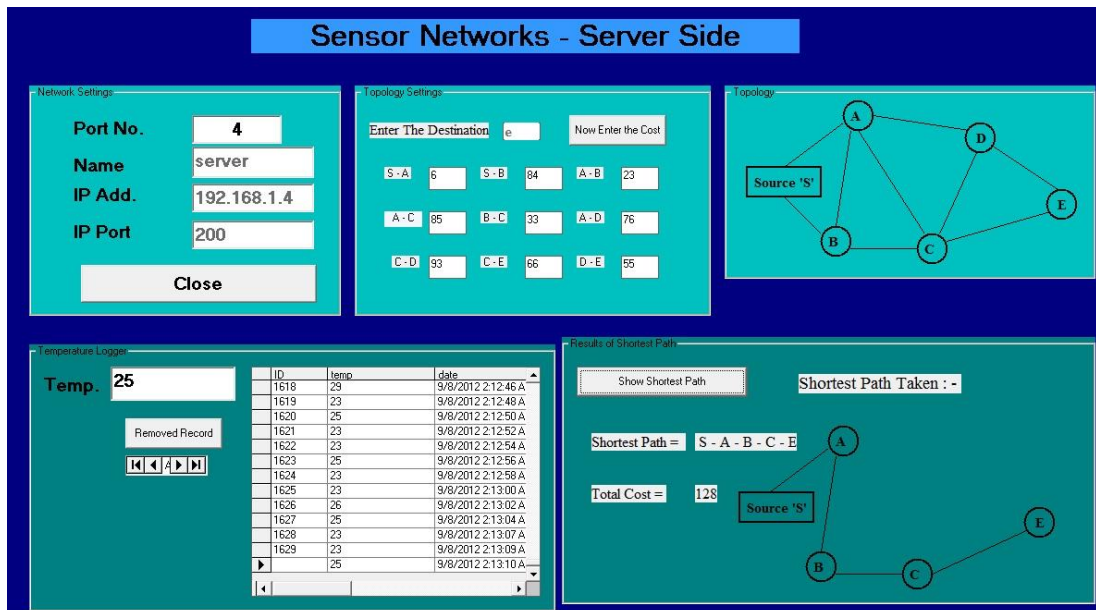 Sensor Networks - Server Side
Network Settings
Port No. 4
Name server
IP Add. 192.168.1.4
IP Port 200
Close
Topology Settings
Enter The Destination e Now Enter the Cost
S - A 6 S - B 84 A - B 23
A - C 85 B - C 33 A - D 76
C - D 93 C - E 66 D - E 55
Topology
A
D
Source 'S'
E
B
C
Temperature Logger
Temp. 25
Removed Record
ID temp date
1618 29 9/8/2012 2:12:46 A
1619 23 9/8/2012 2:12:48 A
1620 25 9/8/2012 2:12:50 A
1621 23 9/8/2012 2:12:52 A
1622 23 9/8/2012 2:12:54 A
1623 25 9/8/2012 2:12:56 A
1624 23 9/8/2012 2:12:58 A
1625 23 9/8/2012 2:13:00 A
1626 26 9/8/2012 2:13:02 A
1627 25 9/8/2012 2:13:04 A
1628 23 9/8/2012 2:13:07 A
1629 23 9/8/2012 2:13:09 A
25 9/8/2012 2:13:10 A
Results of Shortest Path
Show Shortest Path Shortest Path Taken : -
Shortest Path = S - A - B - C - E
Total Cost = 128
A
Source 'S'
E
B
C